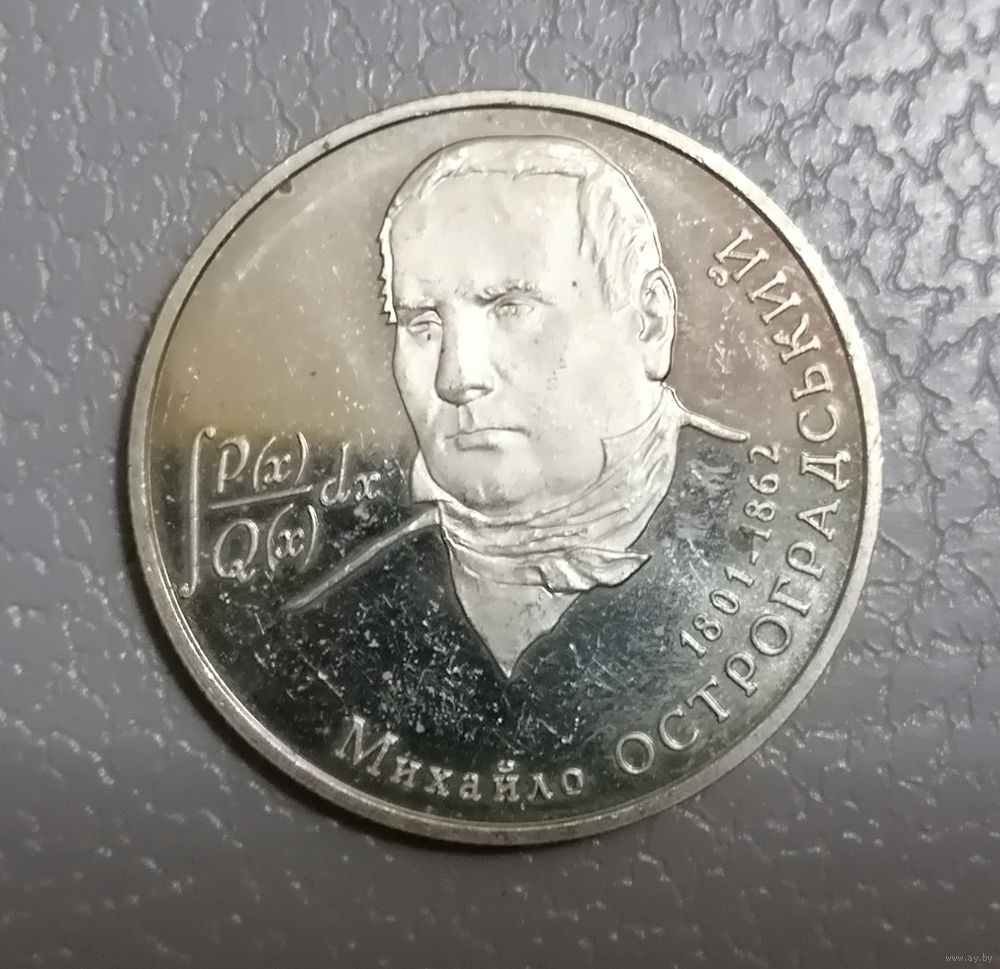 ∫ P(x)/Q(x) dx
Михайло ОСТРОГРАДСЬКИЙ
1801–1862
www.ay.by